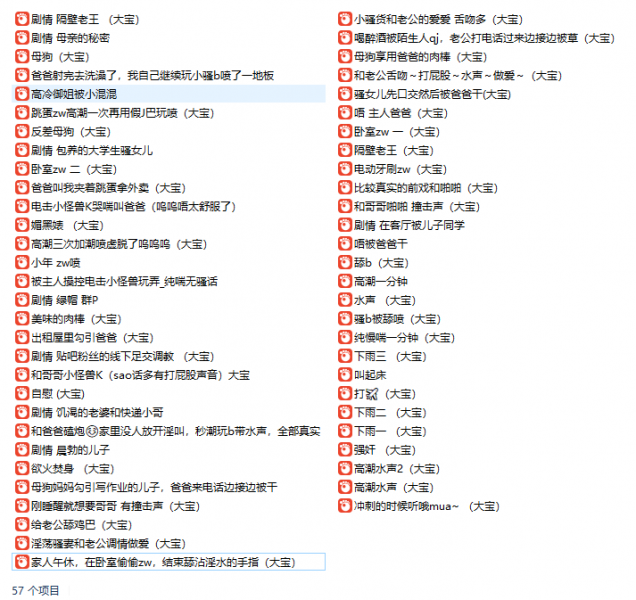 剧情 隔壁老王 （大宝）
剧情 母亲的秘密
母狗（大宝）
爸爸射完去洗澡了，我自己继续玩小骚b喷了一地板
高冷御姐被小混混
跳蛋zw高潮一次再用假J巴玩喷（大宝）
反差母狗（大宝）
剧情 包养的大学生骚女儿
卧室zw 二（大宝）
爸爸叫我夹着跳蛋拿外卖（大宝）
电击小怪兽K哭喘叫爸爸（呜呜唔太舒服了）
媚黑婊 （大宝）
高潮三次加潮喷虚脱了呜呜呜（大宝）
小年 zw喷
被主人操控电击小怪兽玩弄_纯喘无骚话
剧情 绿帽 群P
美味的肉棒（大宝）
出租屋里勾引爸爸（大宝）
剧情 贴吧粉丝的线下足交调教 （大宝）
和哥哥小怪兽K（sao话多有打屁股声音）大宝
自慰 (大宝）
剧情 饥渴的老婆和快递小哥
和爸爸磕炮家里没人放开淫叫，秒潮玩b带水声，全部真实
剧情 晨勃的儿子
欲火焚身 （大宝）
母狗妈妈勾引写作业的儿子，爸爸来电话边接边被干
刚睡醒就想要哥哥 有撞击声（大宝）
给老公舔鸡巴（大宝）
淫荡骚妻和老公调情做爱（大宝）
家人午休，在卧室偷偷zw，结束舔沾淫水的手指（大宝）
小骚货和老公的爱爱 舌吻多（大宝）
喝醉酒被陌生人qj，老公打电话过来边接边被草（大宝）
母狗享用爸爸的肉棒（大宝）
和老公舌吻～打屁股～水声～做爱～（大宝）
骚女儿先口交然后被爸爸干(大宝）
唔 主人爸爸（大宝）
卧室zw 一（大宝）
隔壁老王（大宝）
电动牙刷zw（大宝）
比较真实的前戏和啪啪（大宝）
和哥哥啪啪 撞击声（大宝）
剧情 在客厅被儿子同学
唔被爸爸干
舔b（大宝）
高潮一分钟
水声 （大宝）
骚b被舔喷（大宝）
纯慢喘一分钟（大宝）
下雨三 （大宝）
叫起床
打✈（大宝）
下雨二 （大宝）
下雨一 （大宝）
强奸 （大宝）
高潮水声2（大宝）
高潮水声（大宝）
冲刺的时候听哦mua~ （大宝）
57 个项目